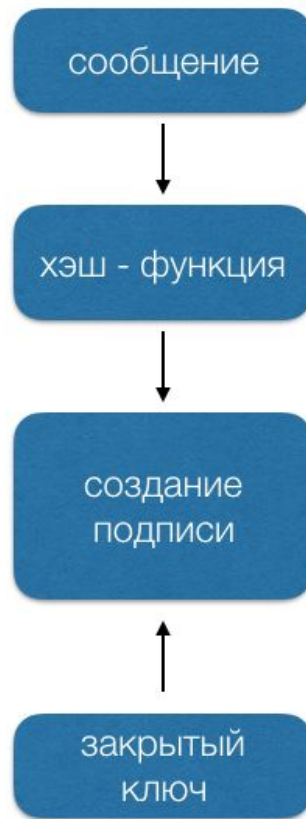 сообщение
хэш - функция
создание
подписи
закрытый
ключ